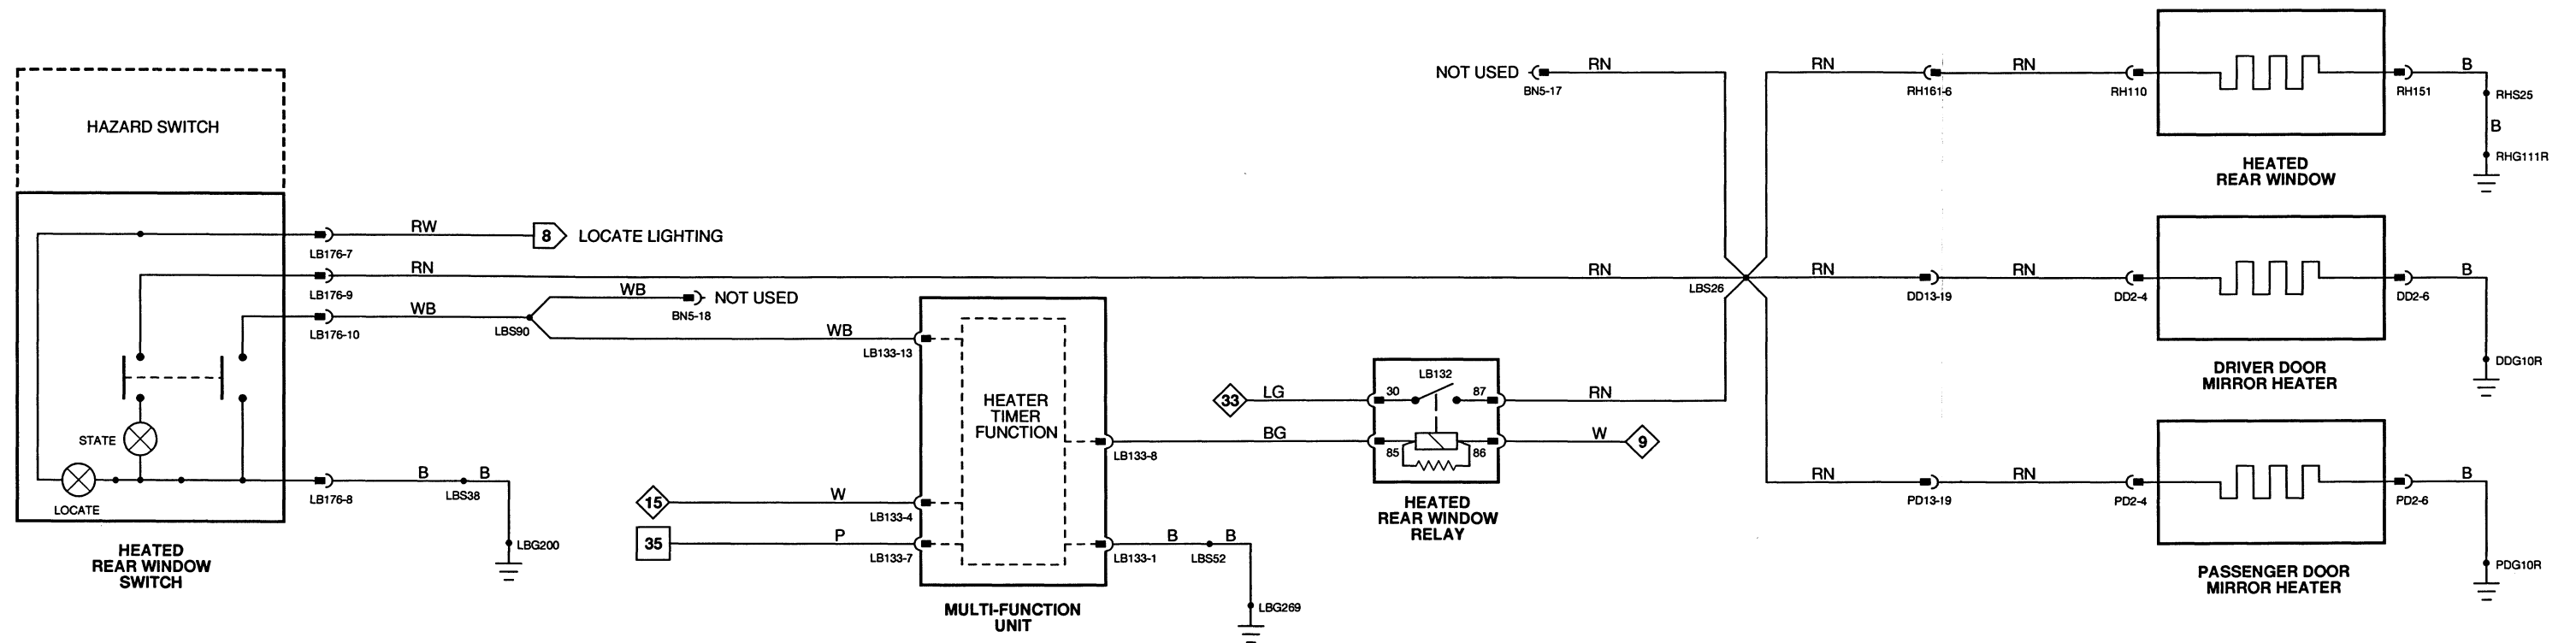 NOT USED
BN5-17
RN
RN
RH161-6
RN
RH110
RH151
B
RHS25
B
RHG111R
HEATED
REAR WINDOW
HAZARD SWITCH
LB176-7
RW
8
LOCATE LIGHTING
LB176-9
RN
RN
LBS26
RN
DD13-19
RN
DD2-4
DD2-6
B
DDG10R
DRIVER DOOR
MIRROR HEATER
LB176-10
WB
LBS90
WB
BN5-18
NOT USED
WB
LB133-13
HEATER
TIMER
FUNCTION
33
LG
LB132
30
87
RN
LB133-8
BG
85
86
W
9
HEATED
REAR WINDOW
RELAY
STATE
LOCATE
LB176-8
B
LBS38
B
LBG200
HEATED
REAR WINDOW
SWITCH
15
W
LB133-4
35
P
LB133-7
LB133-1
B
LBS52
B
LBG269
MULTI-FUNCTION
UNIT
RN
PD13-19
RN
PD2-4
PD2-6
B
PDG10R
PASSENGER DOOR
MIRROR HEATER